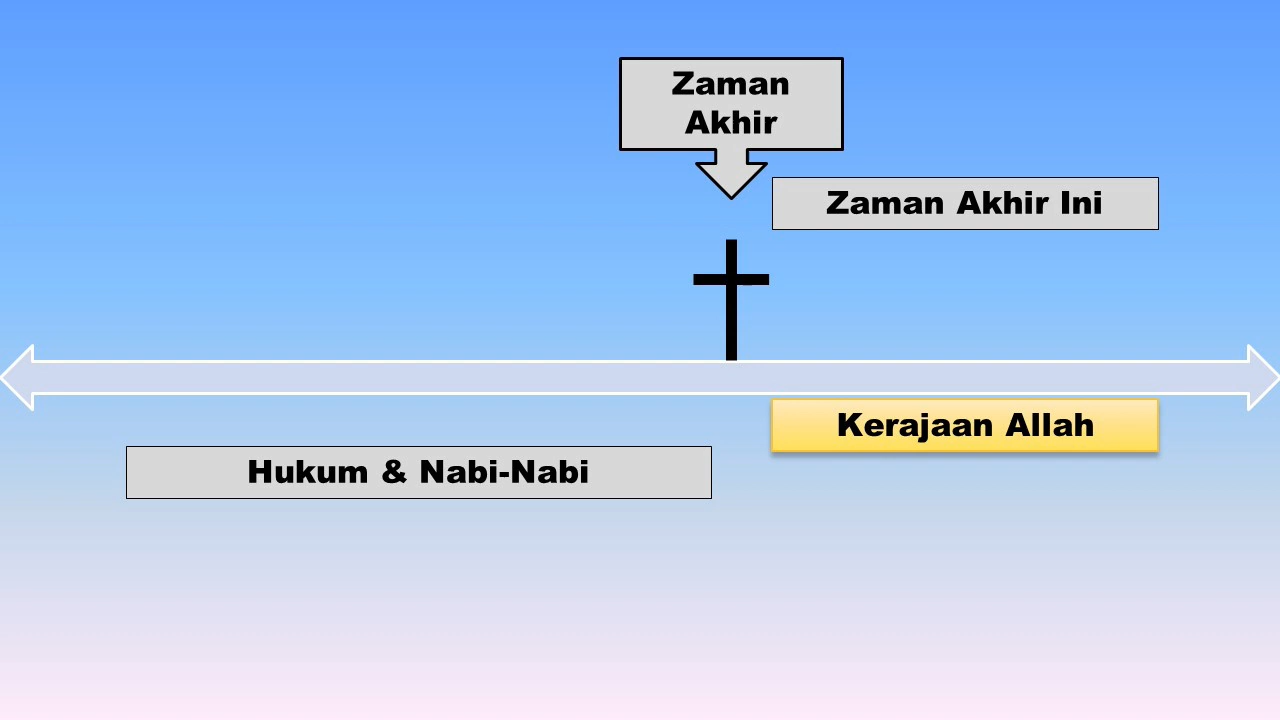 Zaman
Akhir
Zaman Akhir Ini
Kerajaan Allah
Hukum & Nabi-Nabi